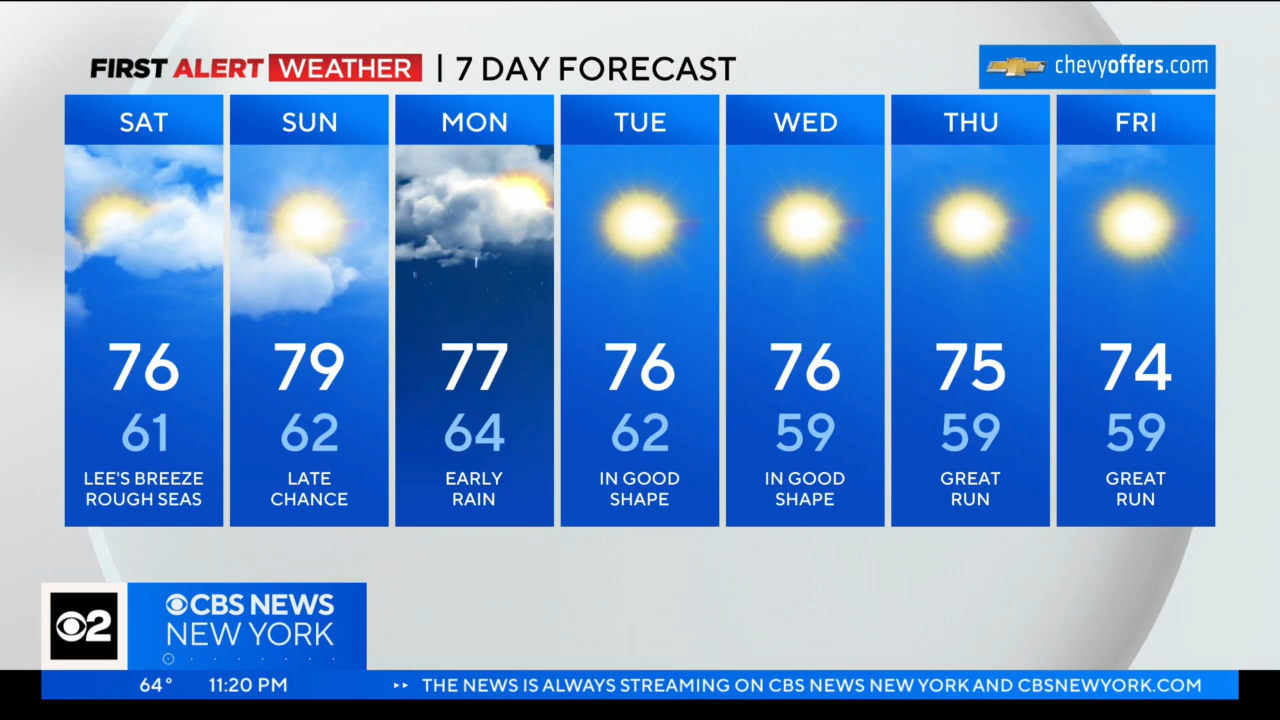 FIRST ALERT WEATHER | 7 DAY FORECAST
chevyoffers.com
SAT
76
61
LEE'S BREEZE
ROUGH SEAS
SUN
79
62
LATE
CHANCE
MON
77
64
EARLY
RAIN
TUE
76
62
IN GOOD
SHAPE
WED
76
59
IN GOOD
SHAPE
THU
75
59
GREAT
RUN
FRI
74
59
GREAT
RUN
2
CBS NEWS
NEW YORK
64° 11:20 PM THE NEWS IS ALWAYS STREAMING ON CBS NEWS NEW YORK AND CBSNEWYORK.COM